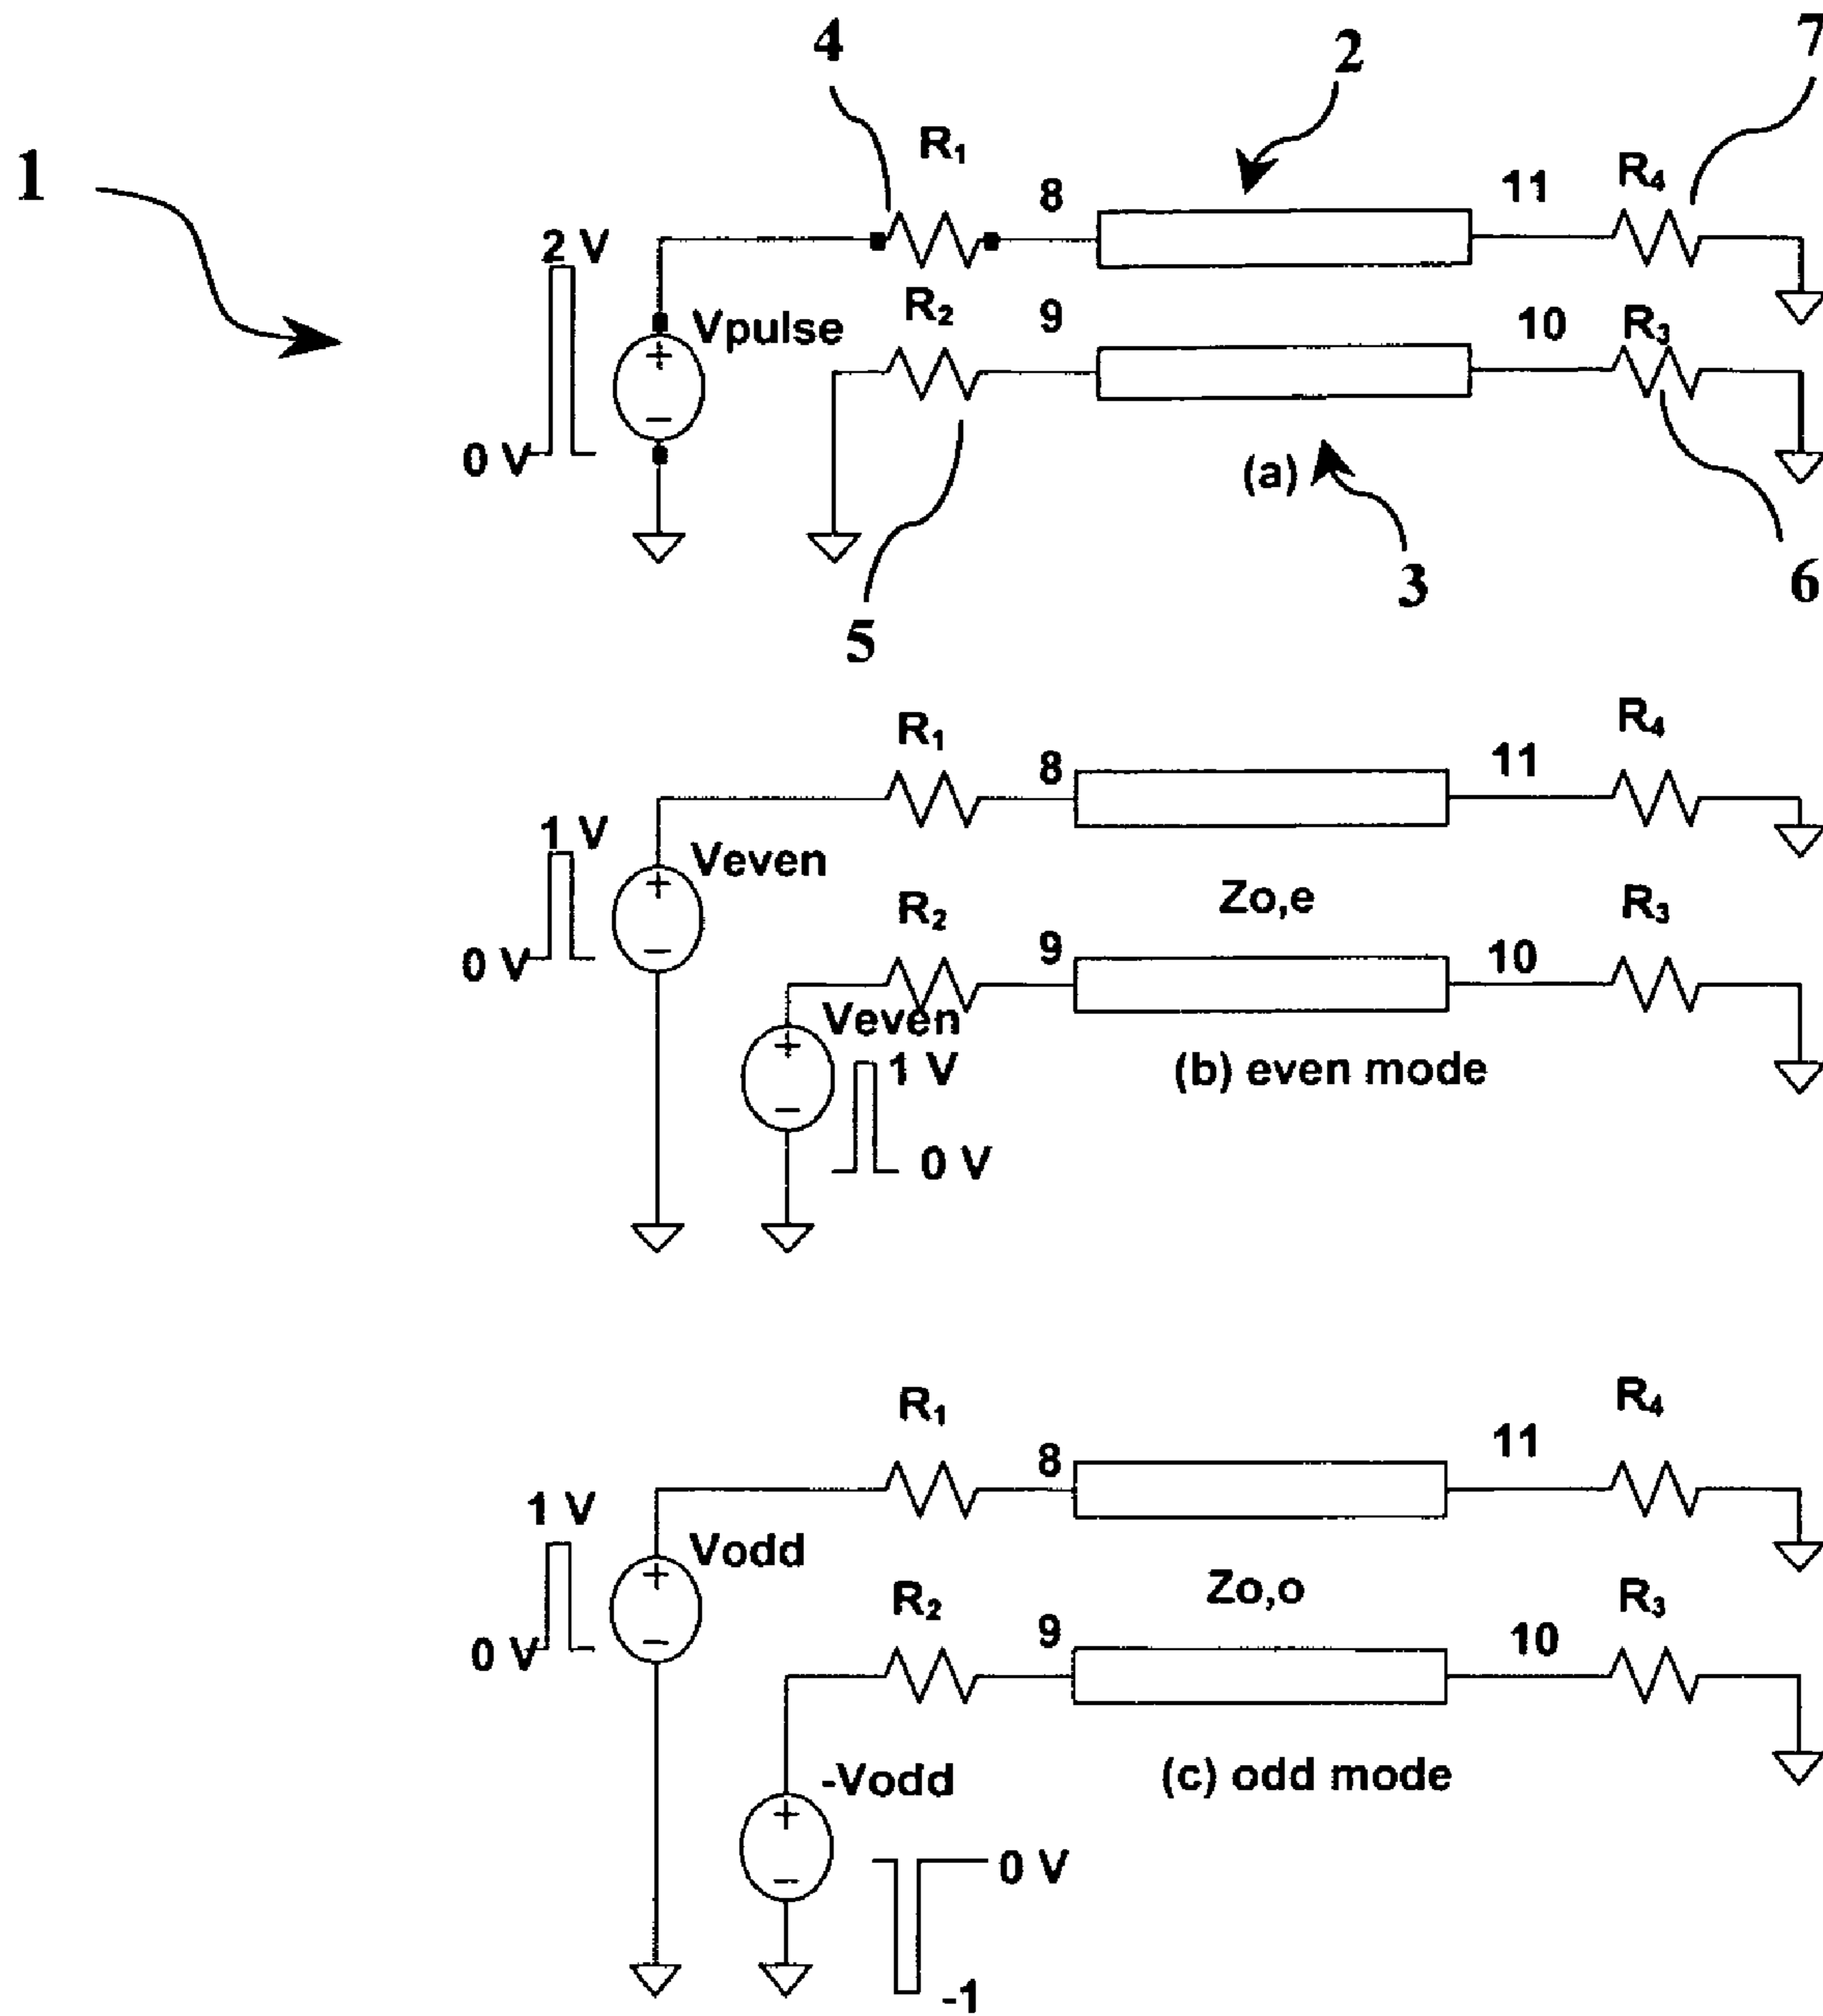 4
2
7
1
R₁
8
11
R₄
2 V
R₂
9
10
R₃
Vpulse
0 V
(a)
5
3
6
R₁
8
11
R₄
1 V
Veven
R₂
Zo,e
R₃
0 V
9
10
Veven
1 V
(b) even mode
0 V
R₁
8
11
R₄
1 V
Vodd
R₂
Zo,o
R₃
0 V
9
10
-Vodd
(c) odd mode
0 V
-1